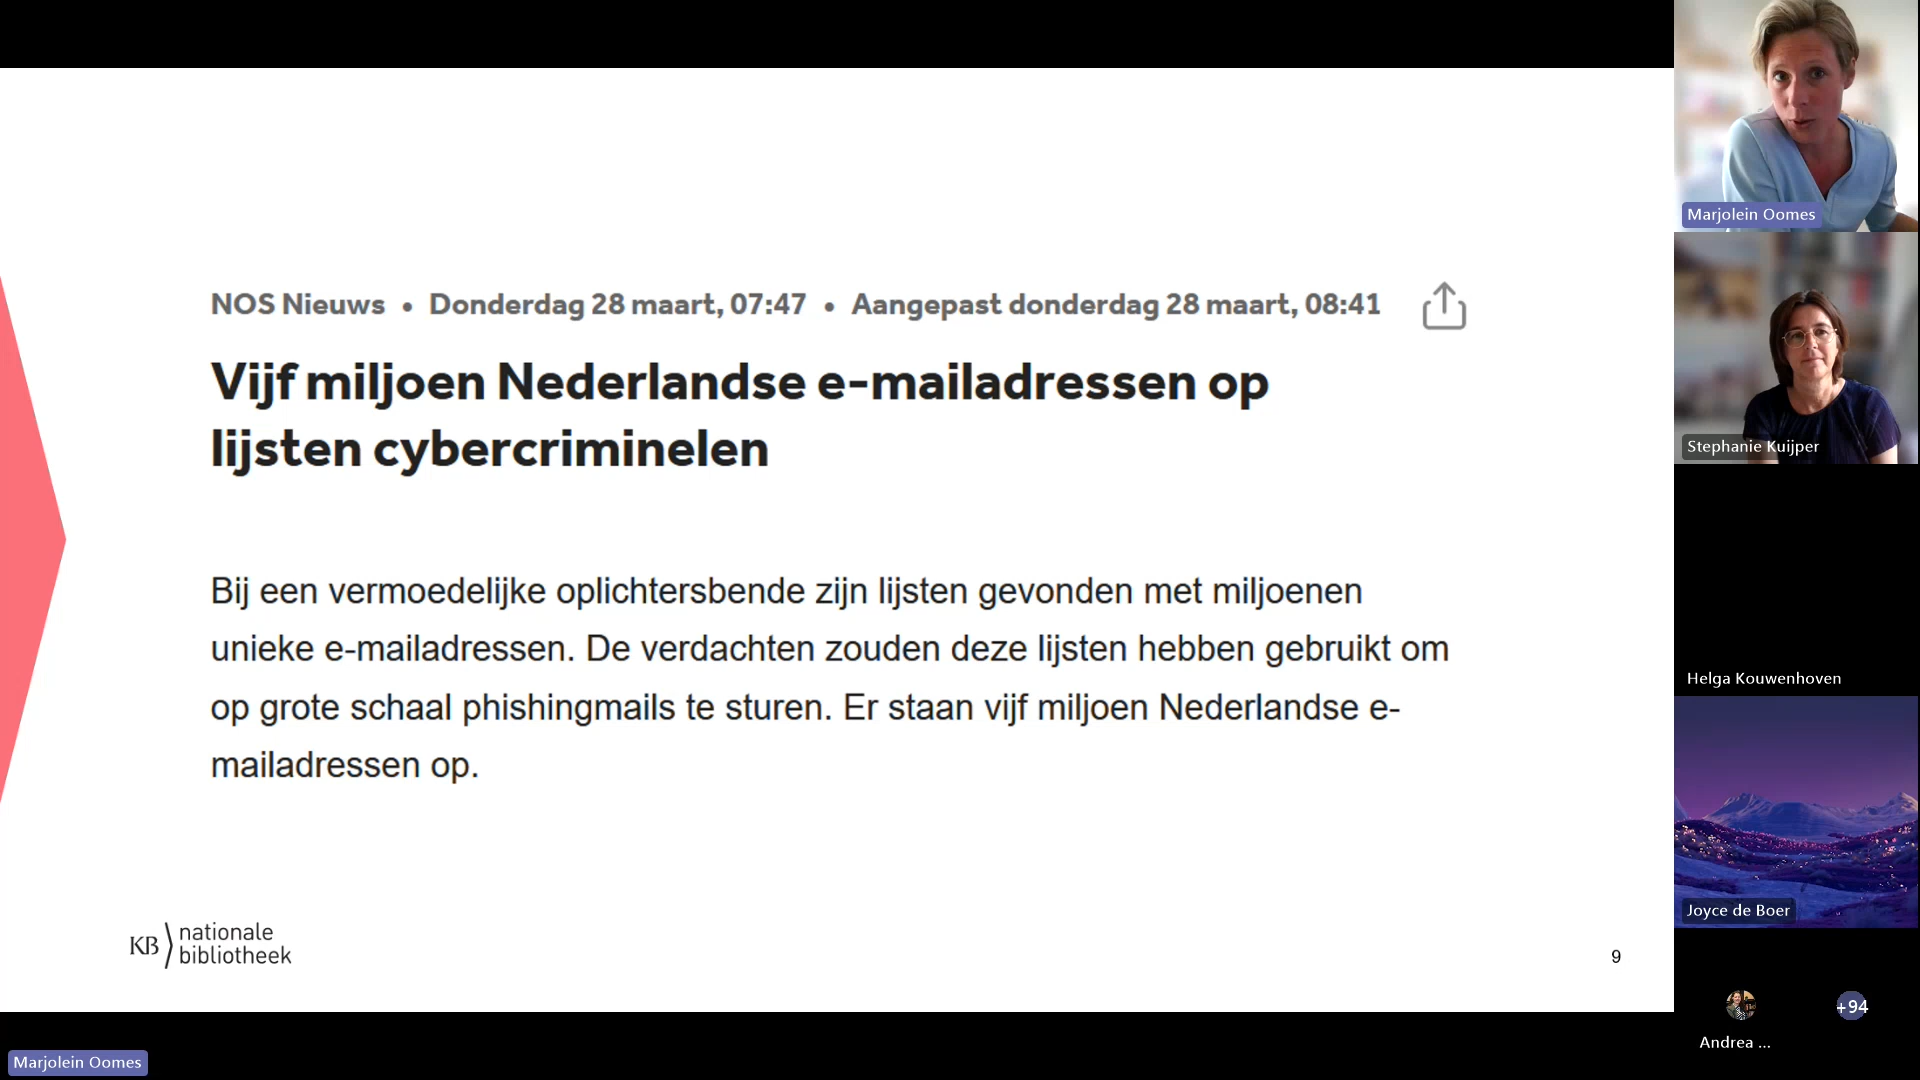 NOS Nieuws • Donderdag 28 maart, 07:47 • Aangepast donderdag 28 maart, 08:41
Vijf miljoen Nederlandse e-mailadressen op
lijsten cybercriminelen
Bij een vermoedelijke oplichtersbende zijn lijsten gevonden met miljoenen
unieke e-mailadressen. De verdachten zouden deze lijsten hebben gebruikt om
op grote schaal phishingmails te sturen. Er staan vijf miljoen Nederlandse e-
mailadressen op.
KB nationale
bibliotheek
9
Marjolein Oomes
Marjolein Oomes
Stephanie Kuijper
Helga Kouwenhoven
Joyce de Boer
+94
Andrea ...